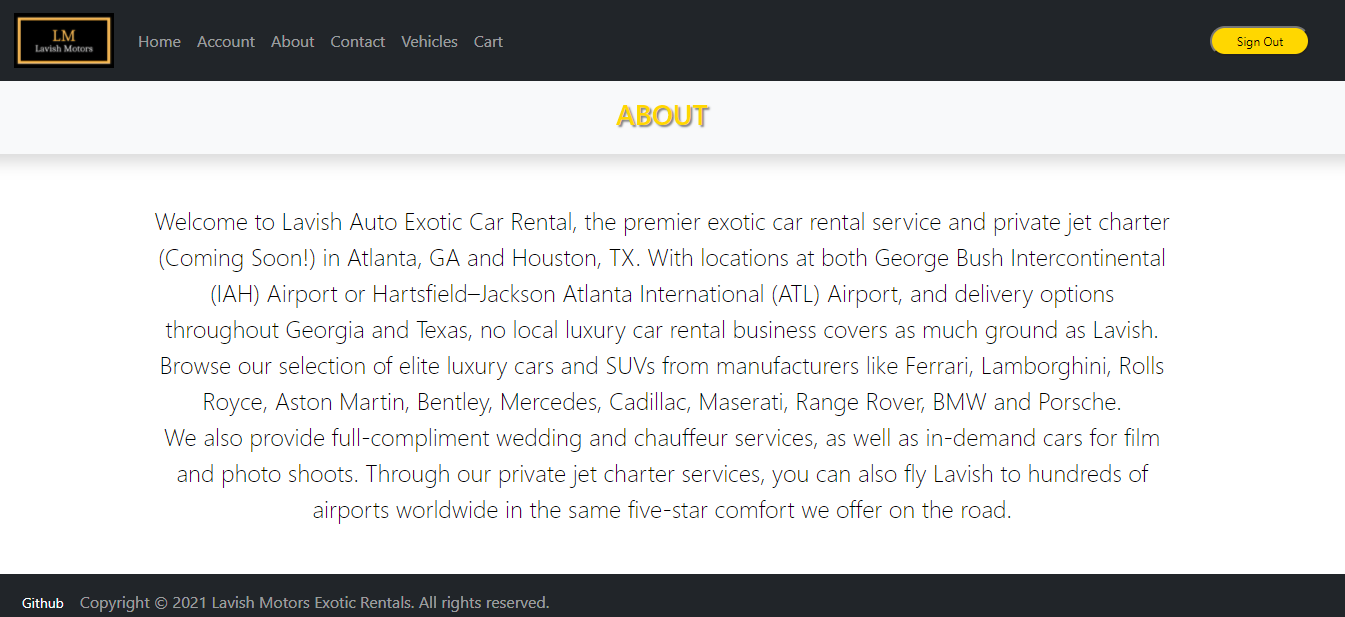 LM
Lavish Motors
Home Account About Contact Vehicles Cart
Sign Out
ABOUT
Welcome to Lavish Auto Exotic Car Rental, the premier exotic car rental service and private jet charter
(Coming Soon!) in Atlanta, GA and Houston, TX. With locations at both George Bush Intercontinental
(IAH) Airport or Hartsfield–Jackson Atlanta International (ATL) Airport, and delivery options
throughout Georgia and Texas, no local luxury car rental business covers as much ground as Lavish.
Browse our selection of elite luxury cars and SUVs from manufacturers like Ferrari, Lamborghini, Rolls
Royce, Aston Martin, Bentley, Mercedes, Cadillac, Maserati, Range Rover, BMW and Porsche.
We also provide full-compliment wedding and chauffeur services, as well as in-demand cars for film
and photo shoots. Through our private jet charter services, you can also fly Lavish to hundreds of
airports worldwide in the same five-star comfort we offer on the road.
Github Copyright © 2021 Lavish Motors Exotic Rentals. All rights reserved.